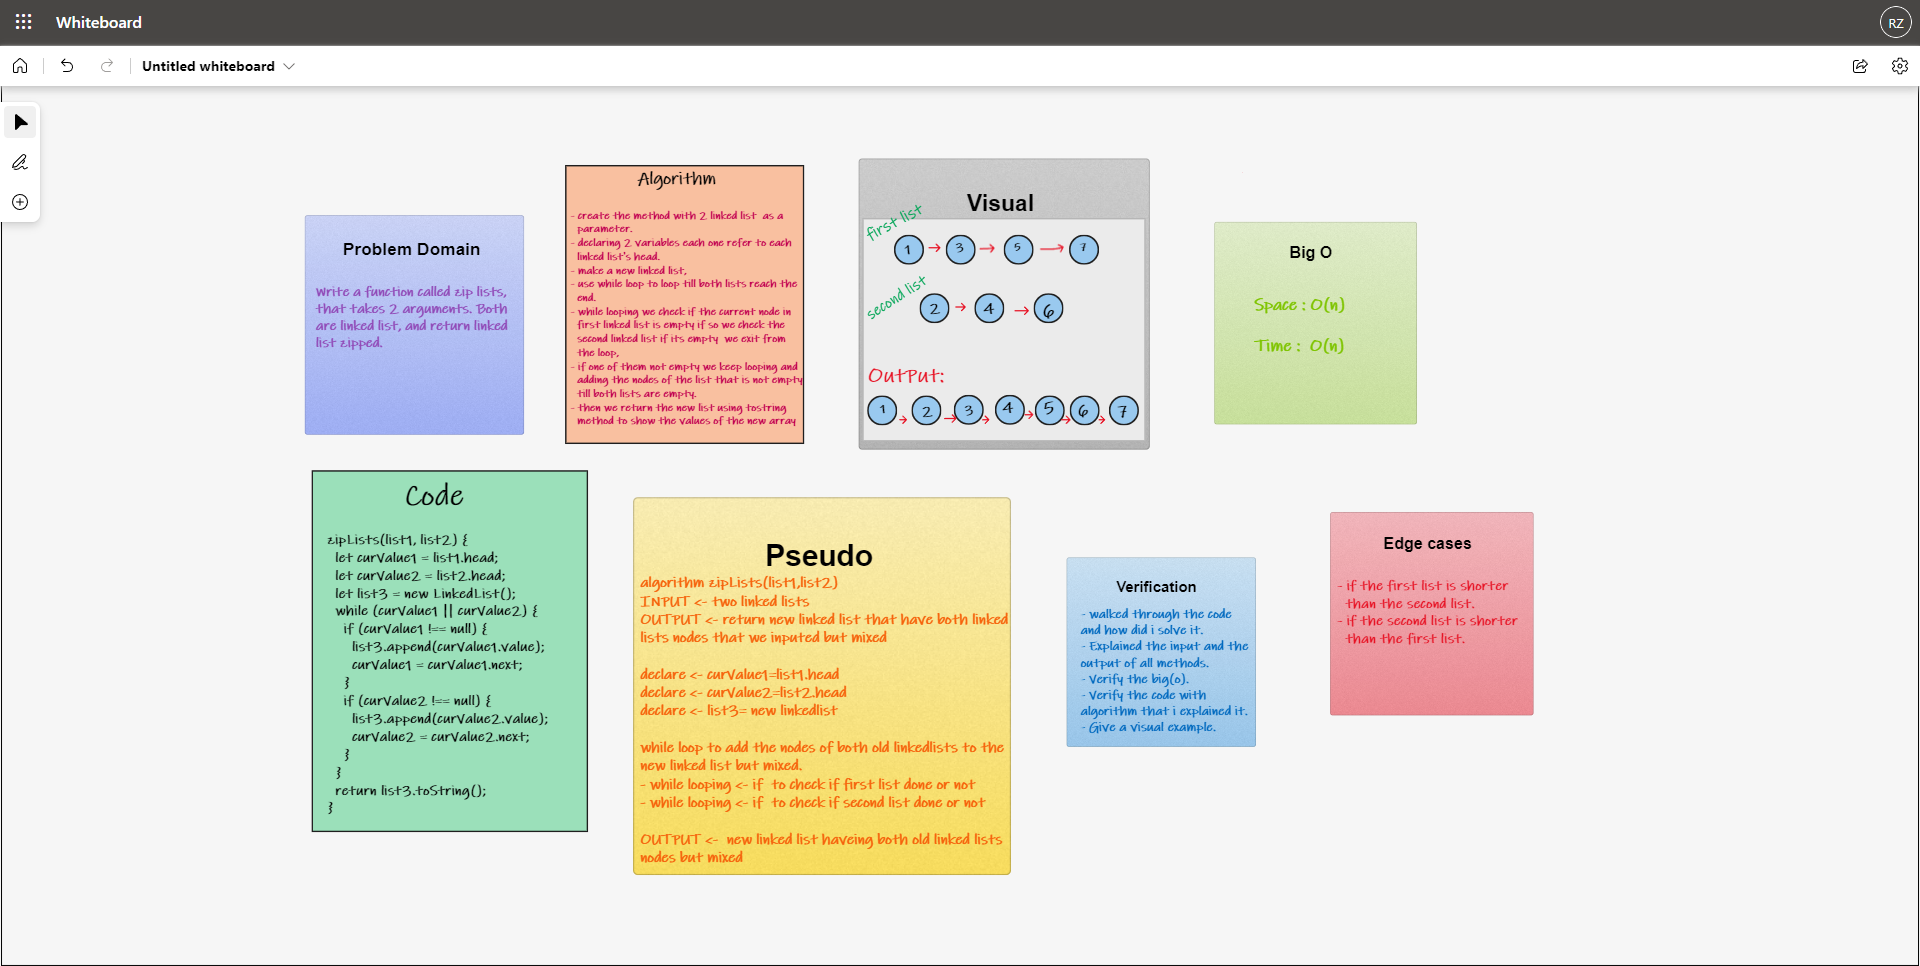 Whiteboard
RZ
Untitled whiteboard
Problem Domain
Write a function called zip lists,
that takes 2 arguments. Both
are linked list, and return linked
list zipped.
Algorithm
- create the method with 2 linked list as a
parameter.
- declaring 2 variables each one refer to each
linked list's head.
- make a new linked list,
- use while loop to loop till both lists reach the
end.
- while looping we check if the current node in
first linked list is empty if so we check the
second linked list if its empty we exit from
the loop,
- if one of them not empty we keep looping and
adding the nodes of the list that is not empty
till both lists are empty.
- then we return the new list using tostring
method to show the values of the new array
Visual
first list
1 3 5 7
second list
2 4 6
Output:
1 2 3 4 5 6 7
Big O
Space : O(n)
Time : O(n)
Code
zipLists(list1, list2) {
let curValue1 = list1.head;
let curValue2 = list2.head;
let list3 = new LinkedList();
while (curValue1 || curValue2) {
if (curValue1 !== null) {
list3.append(curValue1.value);
curValue1 = curValue1.next;
}
if (curValue2 !== null) {
list3.append(curValue2.value);
curValue2 = curValue2.next;
}
}
return list3.toString();
}
Pseudo
algorithm zipLists(list1,list2)
INPUT <- two linked lists
OUTPUT <- return new linked list that have both linked
lists nodes that we inputed but mixed
declare <- curValue1=list1.head
declare <- curValue2=list2.head
declare <- list3= new linkedlist
while loop to add the nodes of both old linkedlists to the
new linked list but mixed.
- while looping <- if to check if first list done or not
- while looping <- if to check if second list done or not
OUTPUT <- new linked list haveing both old linked lists
nodes but mixed
Verification
- walked through the code
and how did i solve it.
- Explained the input and the
output of all methods.
- Verify the big(o).
- Verify the code with
algorithm that i explained it.
- Give a visual example.
Edge cases
- if the first list is shorter
than the second list.
- if the second list is shorter
than the first list.